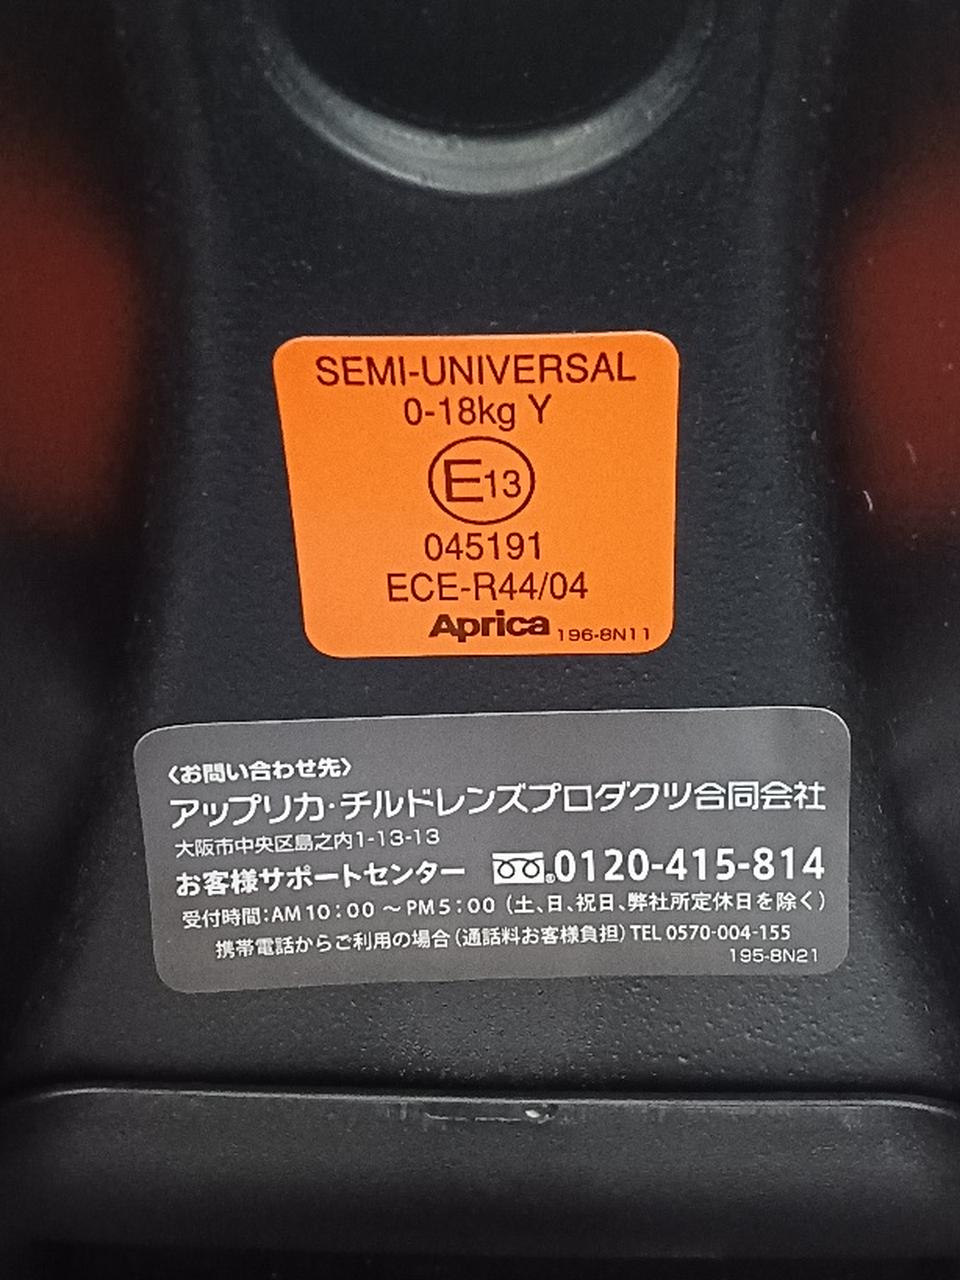 SEMI-UNIVERSAL
0-18kg Y
E13
045191
ECE-R44/04
Aprica 196-8N11
〈お問い合わせ先〉
アップリカ・チルドレンズプロダクツ合同会社
大阪市中央区島之内1-13-13
お客様サポートセンター 0120-415-814
受付時間:AM10:00 〜 PM5:00 (土、日、祝日、弊社所定休日を除く)
携帯電話からご利用の場合(通話料お客様負担)TEL 0570-004-155
195-8N21